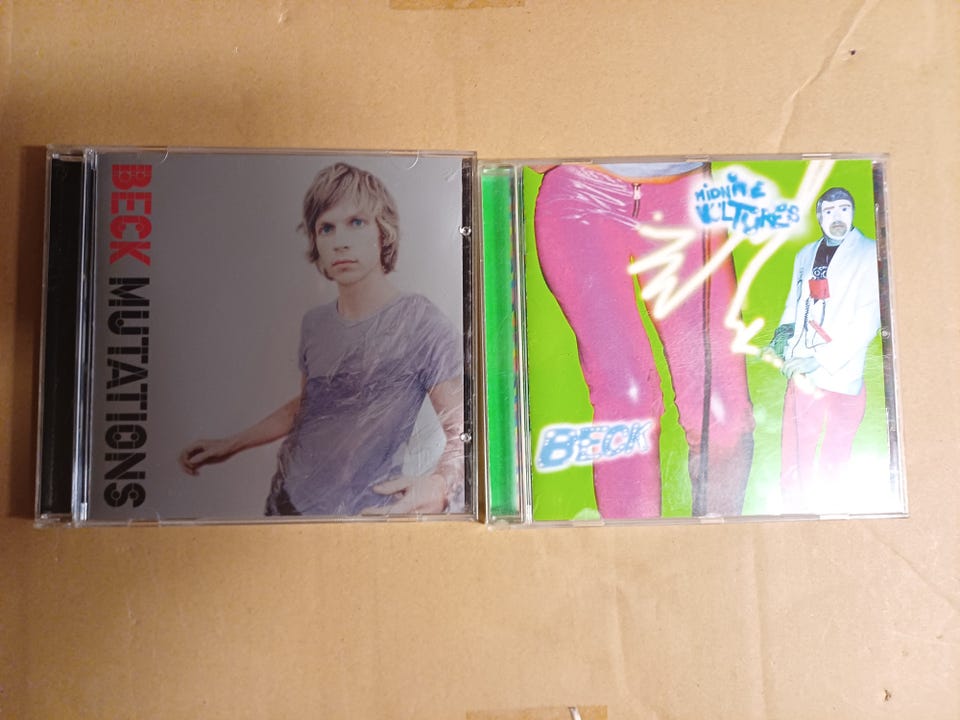 BECK MUTATIONS
MIDNITE
VULTURES
BECK